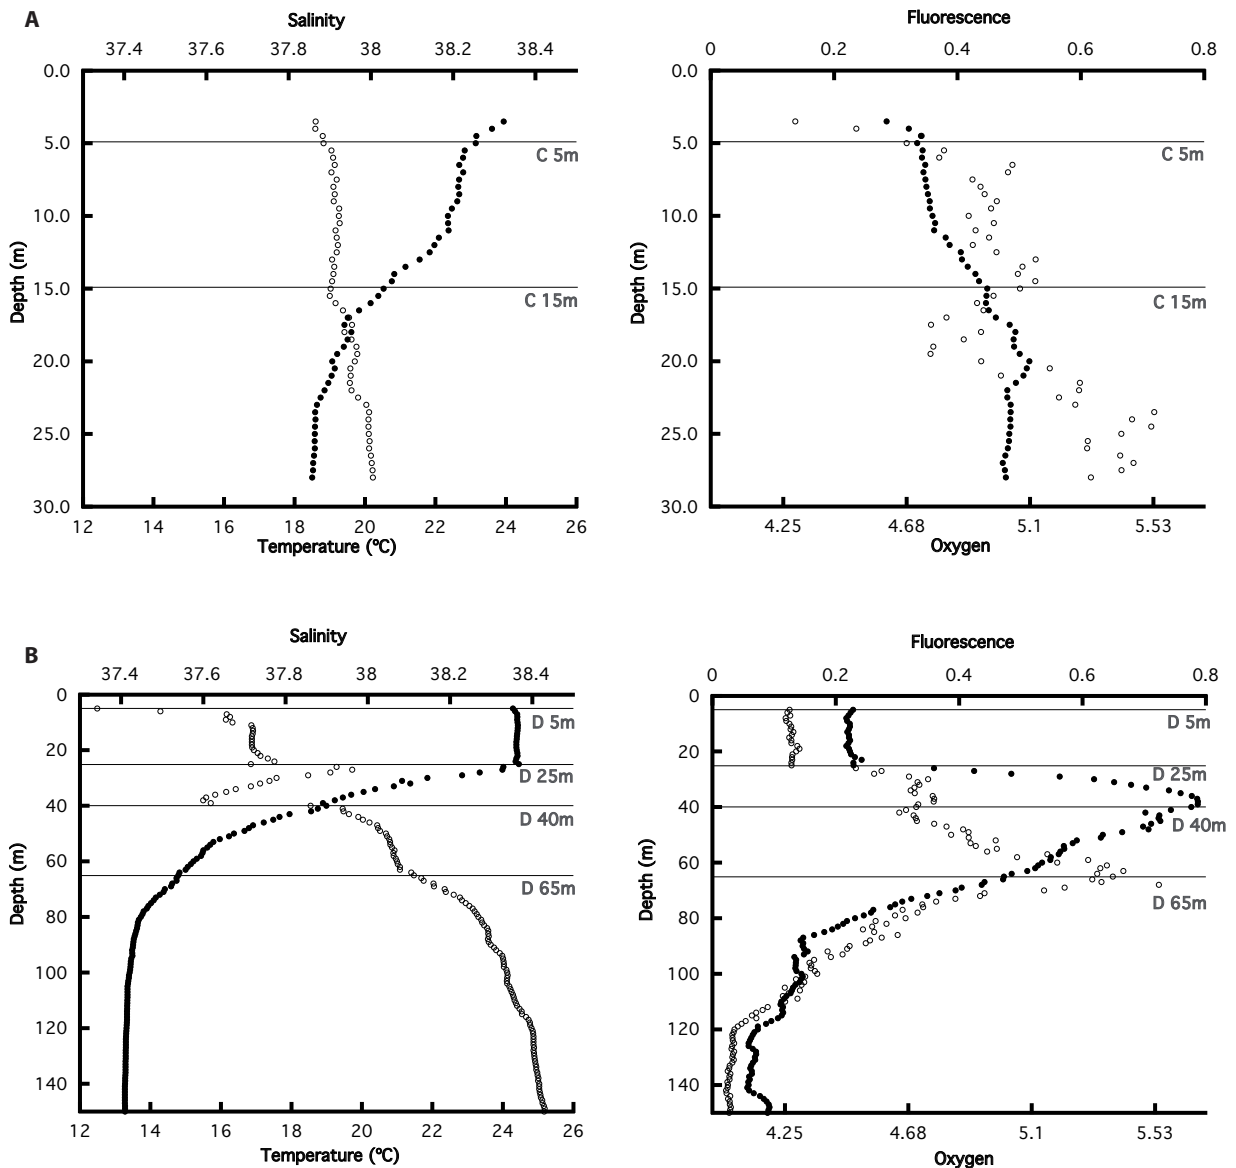 A
Salinity
37.4 37.6 37.8 38 38.2 38.4
0.0
5.0
10.0
15.0
20.0
25.0
30.0
Depth (m)
C 5m
C 15m
12 14 16 18 20 22 24 26
Temperature (ºC)
Fluorescence
0 0.2 0.4 0.6 0.8
0.0
5.0
10.0
15.0
20.0
25.0
30.0
Depth (m)
C 5m
C 15m
4.25 4.68 5.1 5.53
Oxygen
B
Salinity
37.4 37.6 37.8 38 38.2 38.4
0
20
40
60
80
100
120
140
Depth (m)
D 5m
D 25m
D 40m
D 65m
12 14 16 18 20 22 24 26
Temperature (ºC)
Fluorescence
0 0.2 0.4 0.6 0.8
0
20
40
60
80
100
120
140
Depth (m)
D 5m
D 25m
D 40m
D 65m
4.25 4.68 5.1 5.53
Oxygen